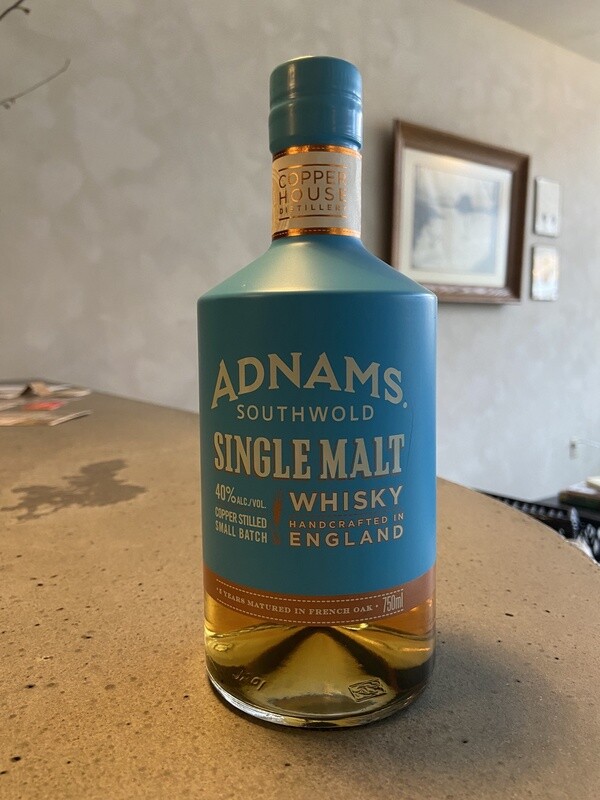 COPPER
HOUSE
DISTILLERY
ADNAMS.
SOUTHWOLD
SINGLE MALT
40% ALC/VOL.
COPPER STILLED
SMALL BATCH
WHISKY
HANDCRAFTED IN
ENGLAND
YEARS MATURED IN FRENCH OAK • 750ml